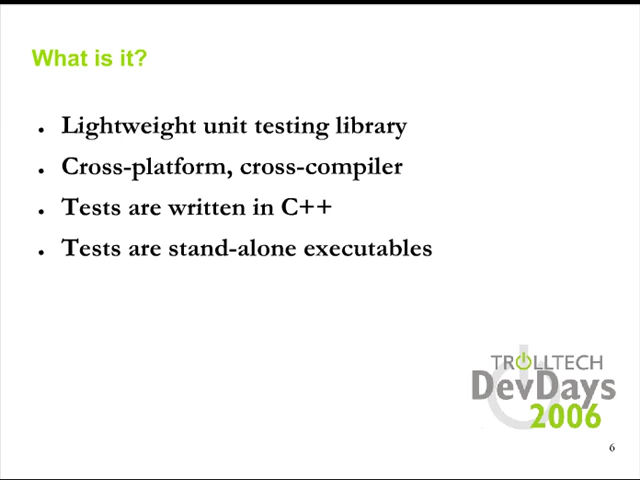 What is it?
Lightweight unit testing library
Cross-platform, cross-compiler
Tests are written in C++
Tests are stand-alone executables
TROLLTECH
DevDays
2006
6